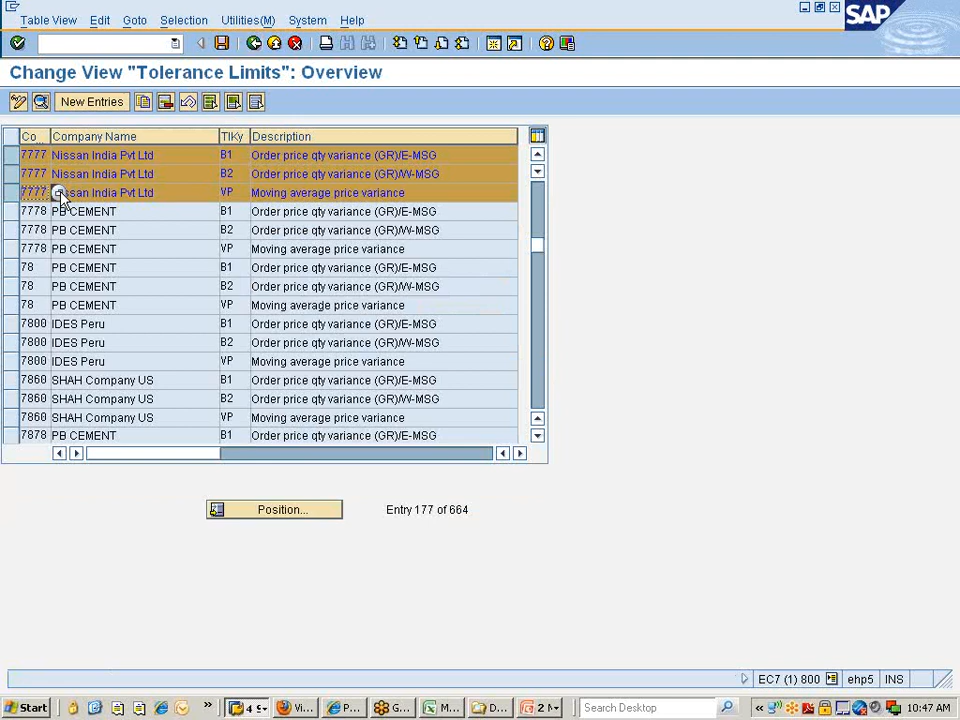 Table View Edit Goto Selection Utilities(M) System Help
SAP
Change View "Tolerance Limits": Overview
New Entries
Co... Company Name TlKy Description
7777 Nissan India Pvt Ltd B1 Order price qty variance (GR)/E-MSG
7777 Nissan India Pvt Ltd B2 Order price qty variance (GR)/W-MSG
7777 issan India Pvt Ltd VP Moving average price variance
7778 PB CEMENT B1 Order price qty variance (GR)/E-MSG
7778 PB CEMENT B2 Order price qty variance (GR)/W-MSG
7778 PB CEMENT VP Moving average price variance
78 PB CEMENT B1 Order price qty variance (GR)/E-MSG
78 PB CEMENT B2 Order price qty variance (GR)/W-MSG
78 PB CEMENT VP Moving average price variance
7800 IDES Peru B1 Order price qty variance (GR)/E-MSG
7800 IDES Peru B2 Order price qty variance (GR)/W-MSG
7800 IDES Peru VP Moving average price variance
7860 SHAH Company US B1 Order price qty variance (GR)/E-MSG
7860 SHAH Company US B2 Order price qty variance (GR)/W-MSG
7860 SHAH Company US VP Moving average price variance
7878 PB CEMENT B1 Order price qty variance (GR)/E-MSG
Position... Entry 177 of 664
EC7 (1) 800 ehp5 INS
Start » 4 S Vi... P... G... M... D... 2 M Search Desktop « 10:47 AM